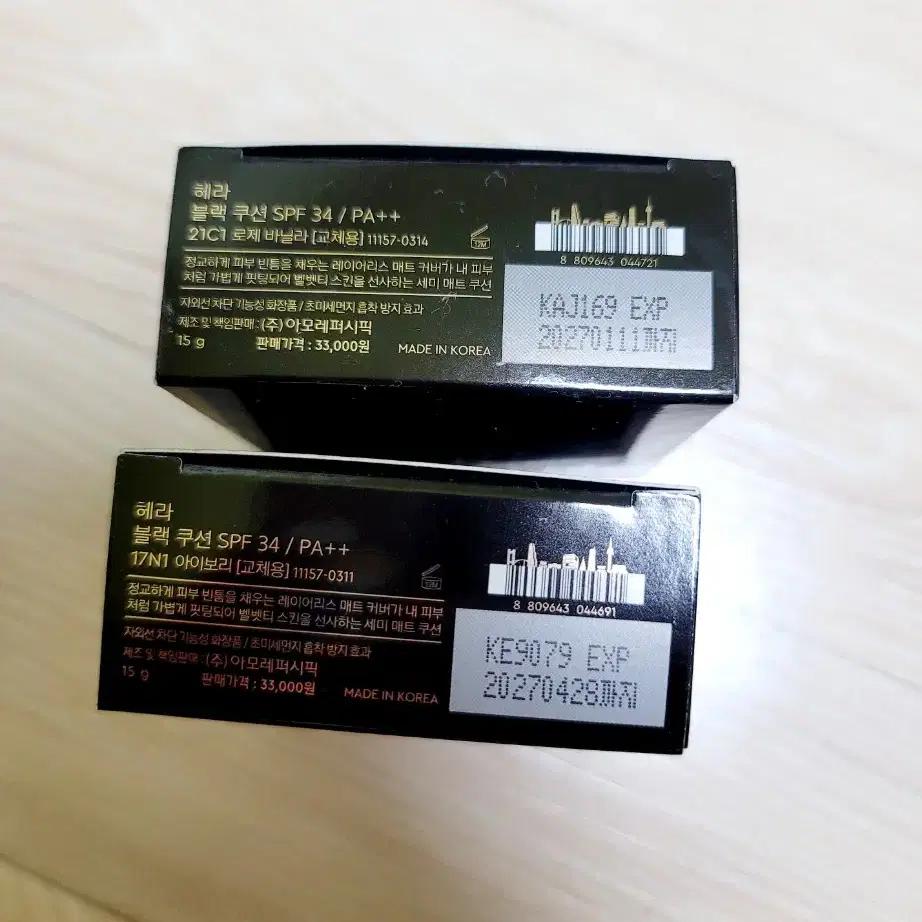 헤라
블랙 쿠션 SPF 34 / PA++
21C1 로제 바닐라 [교체용] 11157-0314
12M
정교하게 피부 빈틈을 채우는 레이어리스 매트 커버가 내 피부
처럼 가볍게 핏팅되어 벨벳티 스킨을 선사하는 세미 매트 쿠션
자외선 차단 기능성 화장품 / 초미세먼지 흡착 방지 효과
제조 및 책임판매 : (주)아모레퍼시픽
15 g 판매가격 : 33,000원 MADE IN KOREA
8 809643 044721
KAJ169 EXP
20270111까지
헤라
블랙 쿠션 SPF 34 / PA++
17N1 아이보리 [교체용] 11157-0311
12M
정교하게 피부 빈틈을 채우는 레이어리스 매트 커버가 내 피부
처럼 가볍게 핏팅되어 벨벳티 스킨을 선사하는 세미 매트 쿠션
자외선 차단 기능성 화장품 / 초미세먼지 흡착 방지 효과
제조 및 책임판매 : (주)아모레퍼시픽
15 g 판매가격 : 33,000원 MADE IN KOREA
8 809643 044691
KE9079 EXP
20270428까지